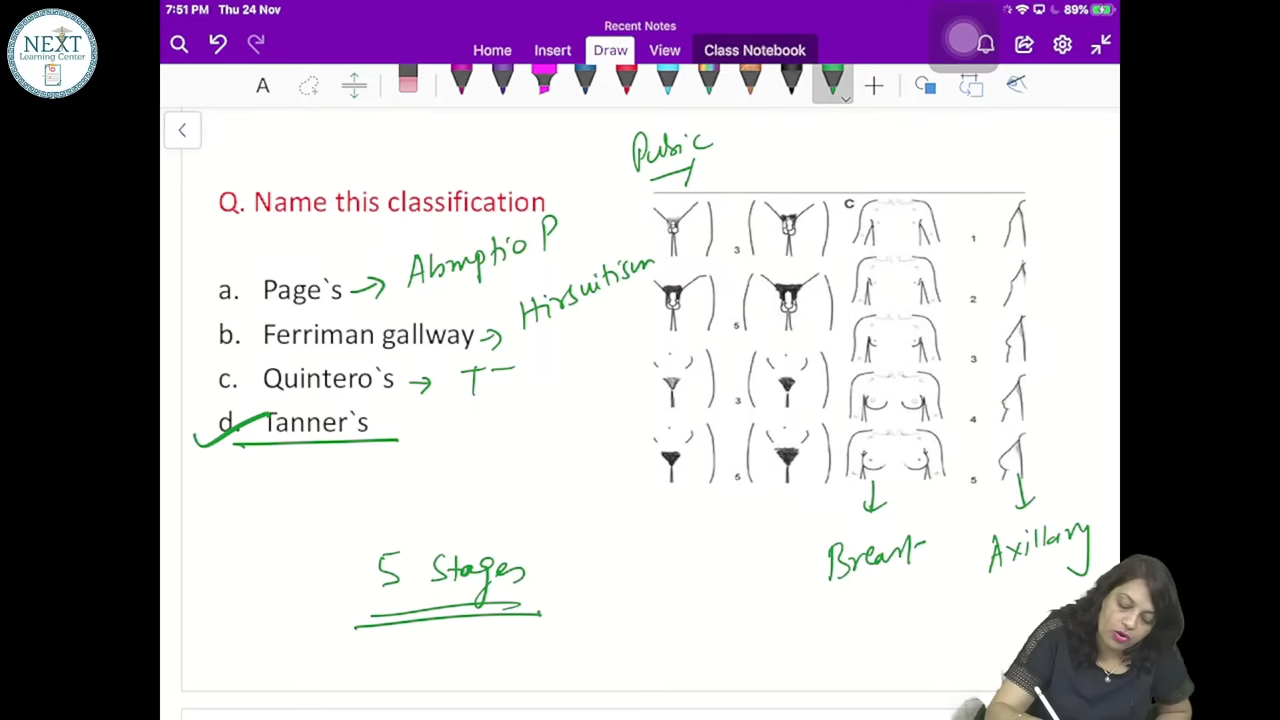 7:51 PM Thu 24 Nov
89%
NEXT
Learning Center
Recent Notes
Home Insert Draw View Class Notebook
A
Pubic
Q. Name this classification
a. Page`s → Abruptio P
b. Ferriman gallway → Hirsuitism
c. Quintero`s → T
d. Tanner`s
C
3
5
3
5
1
2
3
4
5
Breast
Axillary
5 Stages